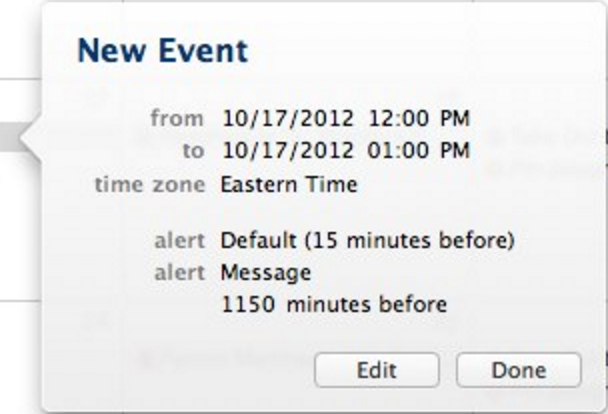 New Event
from 10/17/2012 12:00 PM
to 10/17/2012 01:00 PM
time zone Eastern Time
alert Default (15 minutes before)
alert Message
1150 minutes before
Edit Done